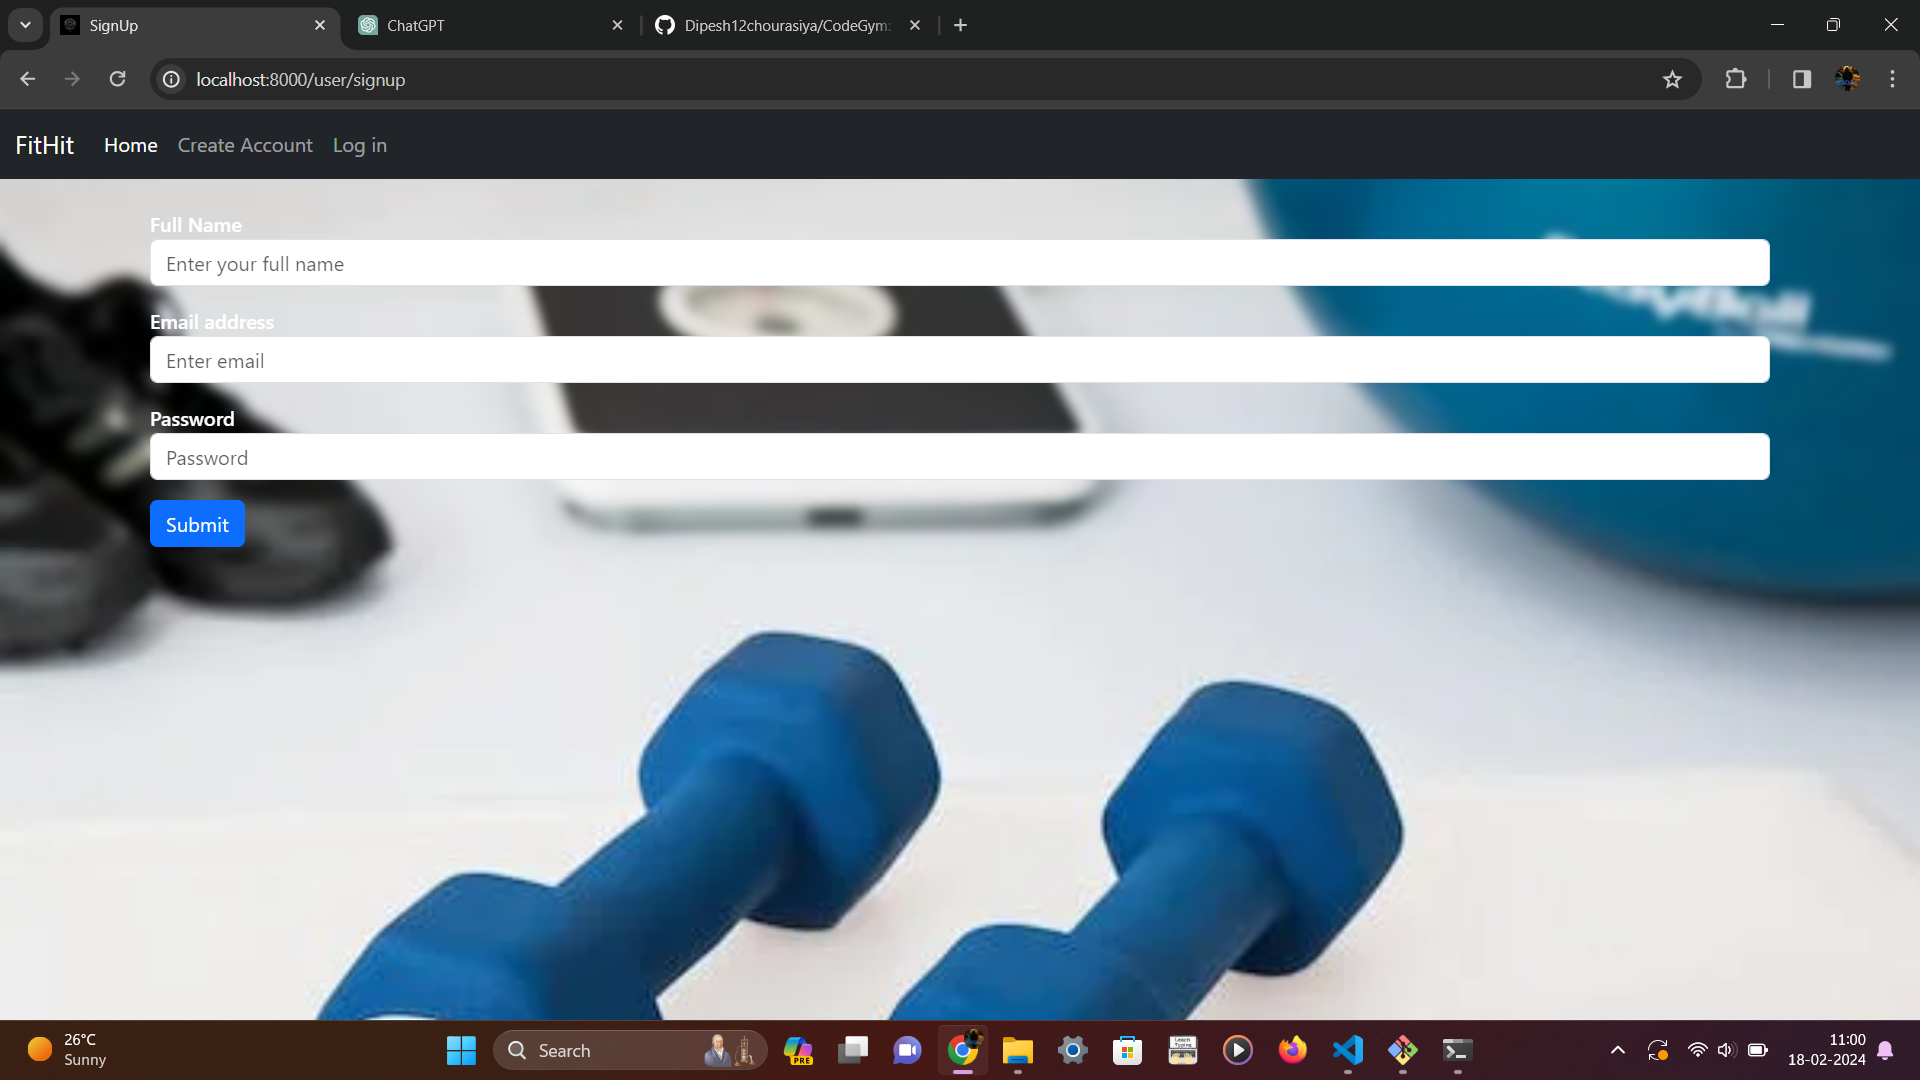 SignUp
ChatGPT
Dipesh12chourasiya/CodeGym:
localhost:8000/user/signup
FitHit Home Create Account Log in
Full Name
Enter your full name
Email address
Enter email
Password
Password
Submit
26°C
Sunny
Search
PRE
11:00
18-02-2024